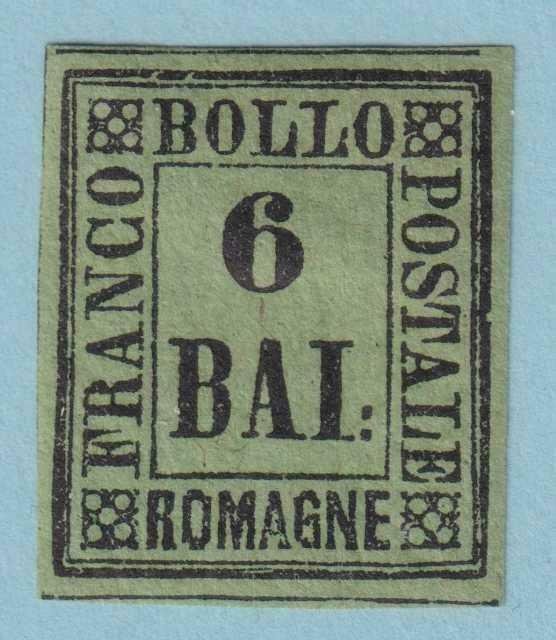 FRANCO
BOLLO
POSTALE
6
BAI:
ROMAGNE